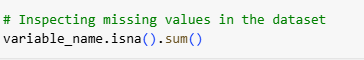 # Inspecting missing values in the dataset
variable_name.isna().sum()